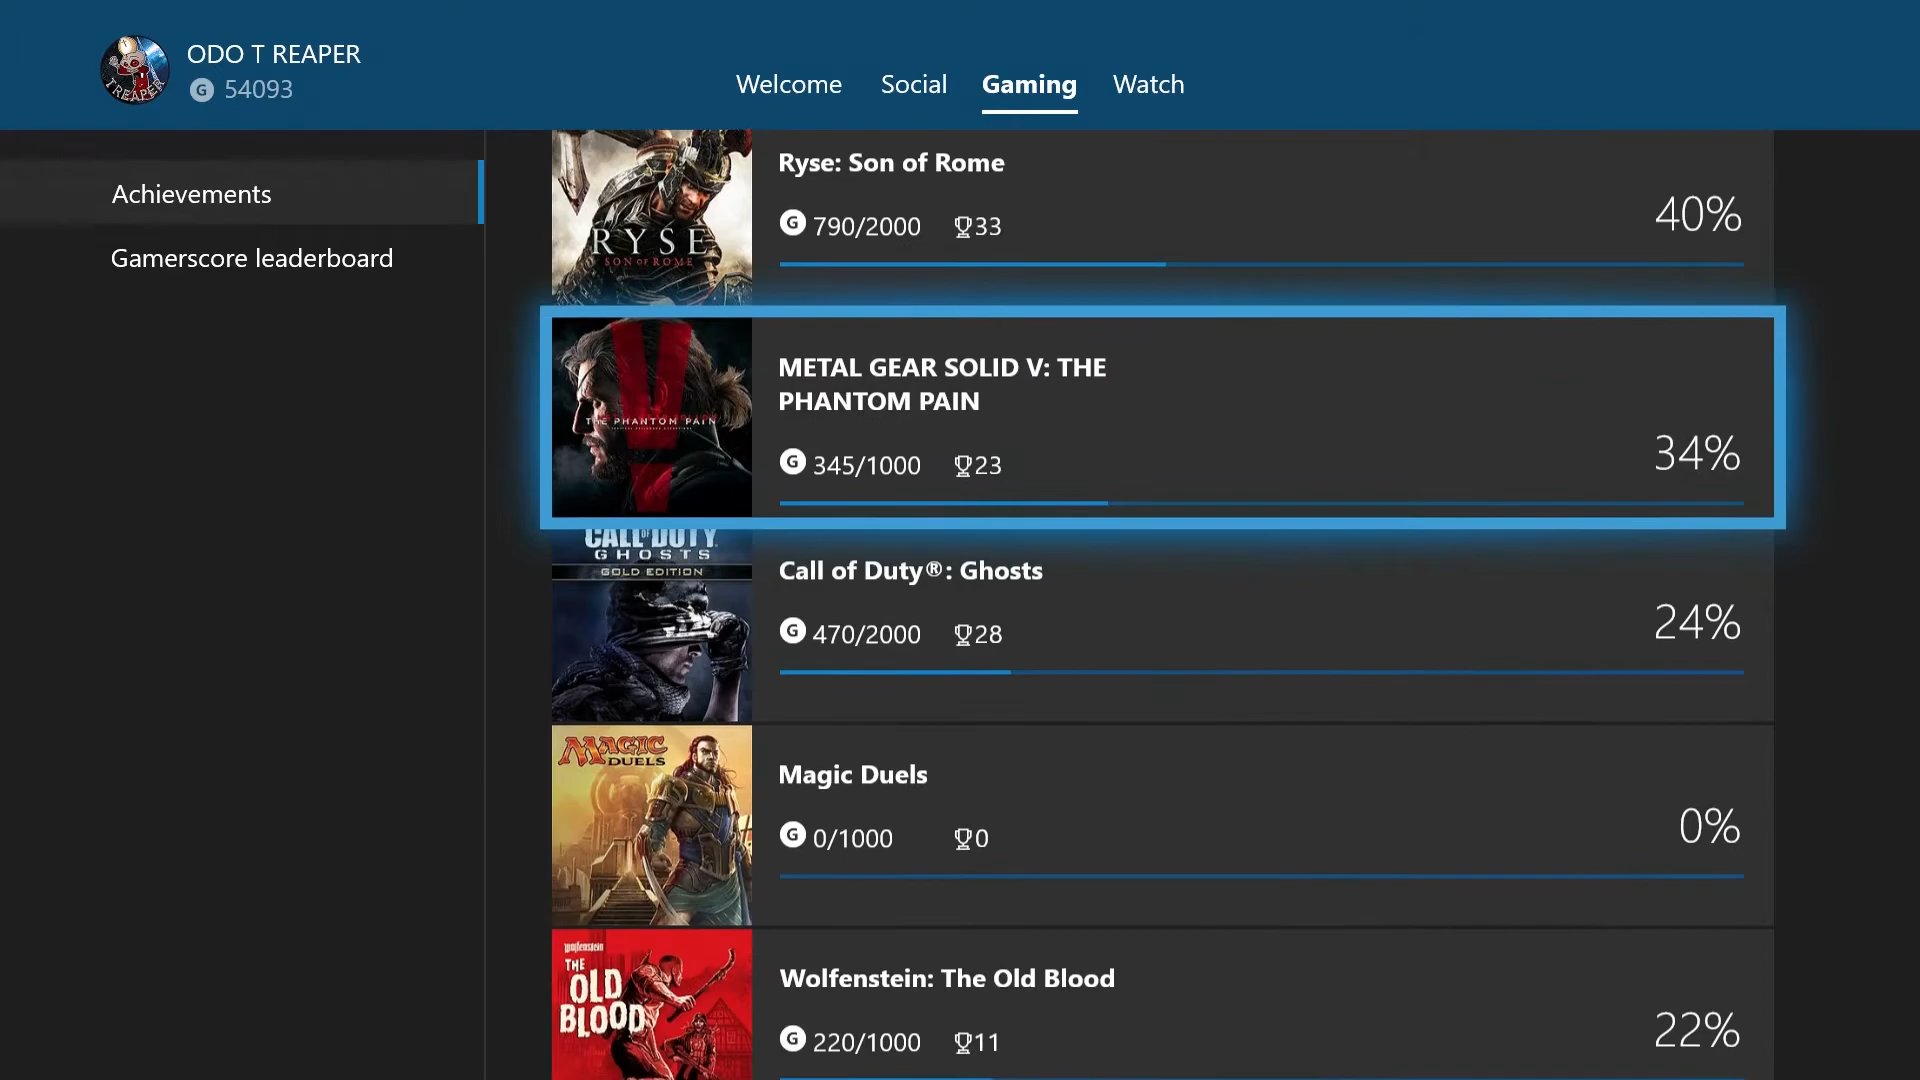 ODO T REAPER
G 54093
Welcome Social Gaming Watch
Achievements
Gamerscore leaderboard
RYSE
SON OF ROME
Ryse: Son of Rome
G 790/2000 33
40%
THE PHANTOM PAIN
METAL GEAR SOLID V: THE
PHANTOM PAIN
G 345/1000 23
34%
CALL OF DUTY
GHOSTS
GOLD EDITION
Call of Duty®: Ghosts
G 470/2000 28
24%
MAGIC
DUELS
Magic Duels
G 0/1000 0
0%
Wolfenstein
THE
OLD
BLOOD
Wolfenstein: The Old Blood
G 220/1000 11
22%